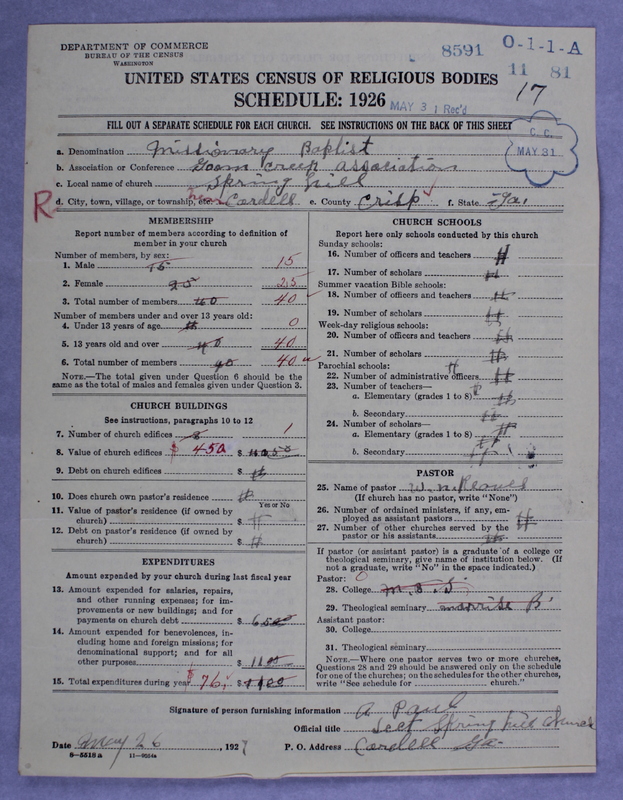 DEPARTMENT OF COMMERCE
BUREAU OF THE CENSUS
WASHINGTON
8591 0-1-1-A
11 81
17
UNITED STATES CENSUS OF RELIGIOUS BODIES
SCHEDULE: 1926
MAY 31 Rec'd
FILL OUT A SEPARATE SCHEDULE FOR EACH CHURCH. SEE INSTRUCTIONS ON THE BACK OF THIS SHEET
C. C.
MAY 31
a. Denomination Missionary Baptist
b. Association or Conference Goom Creek Association
c. Local name of church Spring hill
R d. City, town, village, or township, etc. near Cordell e. County Crisp f. State Ga.
MEMBERSHIP
Report number of members according to definition of
member in your church
Number of members, by sex:
1. Male 15 15
2. Female 25 25
3. Total number of members 40 40
Number of members under and over 13 years old:
4. Under 13 years of age # 0
5. 13 years old and over 40 40
6. Total number of members 40 40
NOTE.—The total given under Question 6 should be the
same as the total of males and females given under Question 3.
CHURCH BUILDINGS
See instructions, paragraphs 10 to 12
7. Number of church edifices 1
8. Value of church edifices $ 450 $
9. Debt on church edifices $ #
10. Does church own pastor's residence #
Yes or No
11. Value of pastor's residence (if owned by
church) $ #
12. Debt on pastor's residence (if owned by
church) $ #
EXPENDITURES
Amount expended by your church during last fiscal year
13. Amount expended for salaries, repairs,
and other running expenses; for im-
provements or new buildings; and for
payments on church debt $ 6500
14. Amount expended for benevolences, in-
cluding home and foreign missions; for
denominational support; and for all
other purposes $ 1100
15. Total expenditures during year $ 76. $ 1100
CHURCH SCHOOLS
Report here only schools conducted by this church
Sunday schools:
16. Number of officers and teachers #
17. Number of scholars #
Summer vacation Bible schools:
18. Number of officers and teachers #
19. Number of scholars #
Week-day religious schools:
20. Number of officers and teachers #
21. Number of scholars #
Parochial schools: #
22. Number of administrative officers #
23. Number of teachers—
a. Elementary (grades 1 to 8) #
b. Secondary #
24. Number of scholars—
a. Elementary (grades 1 to 8) #
b. Secondary
PASTOR
25. Name of pastor W. N. Reaves
(If church has no pastor, write "None")
26. Number of ordained ministers, if any, em-
ployed as assistant pastors #
27. Number of other churches served by the
pastor or his assistants #
If pastor (or assistant pastor) is a graduate of a college or
theological seminary, give name of institution below. (If
not a graduate, write "No" in the space indicated.)
Pastor: 0
28. College M. B. S.
29. Theological seminary B
Assistant pastor:
30. College
31. Theological seminary
NOTE.—Where one pastor serves two or more churches,
Questions 28 and 29 should be answered only on the schedule
for one of the churches; on the schedules for the other churches,
write "See schedule for church."
Signature of person furnishing information A Paul
Official title Sect Spring hill church
Date May 26, 1927 P. O. Address Cordell Ga.
6—5518 a 11—9054a